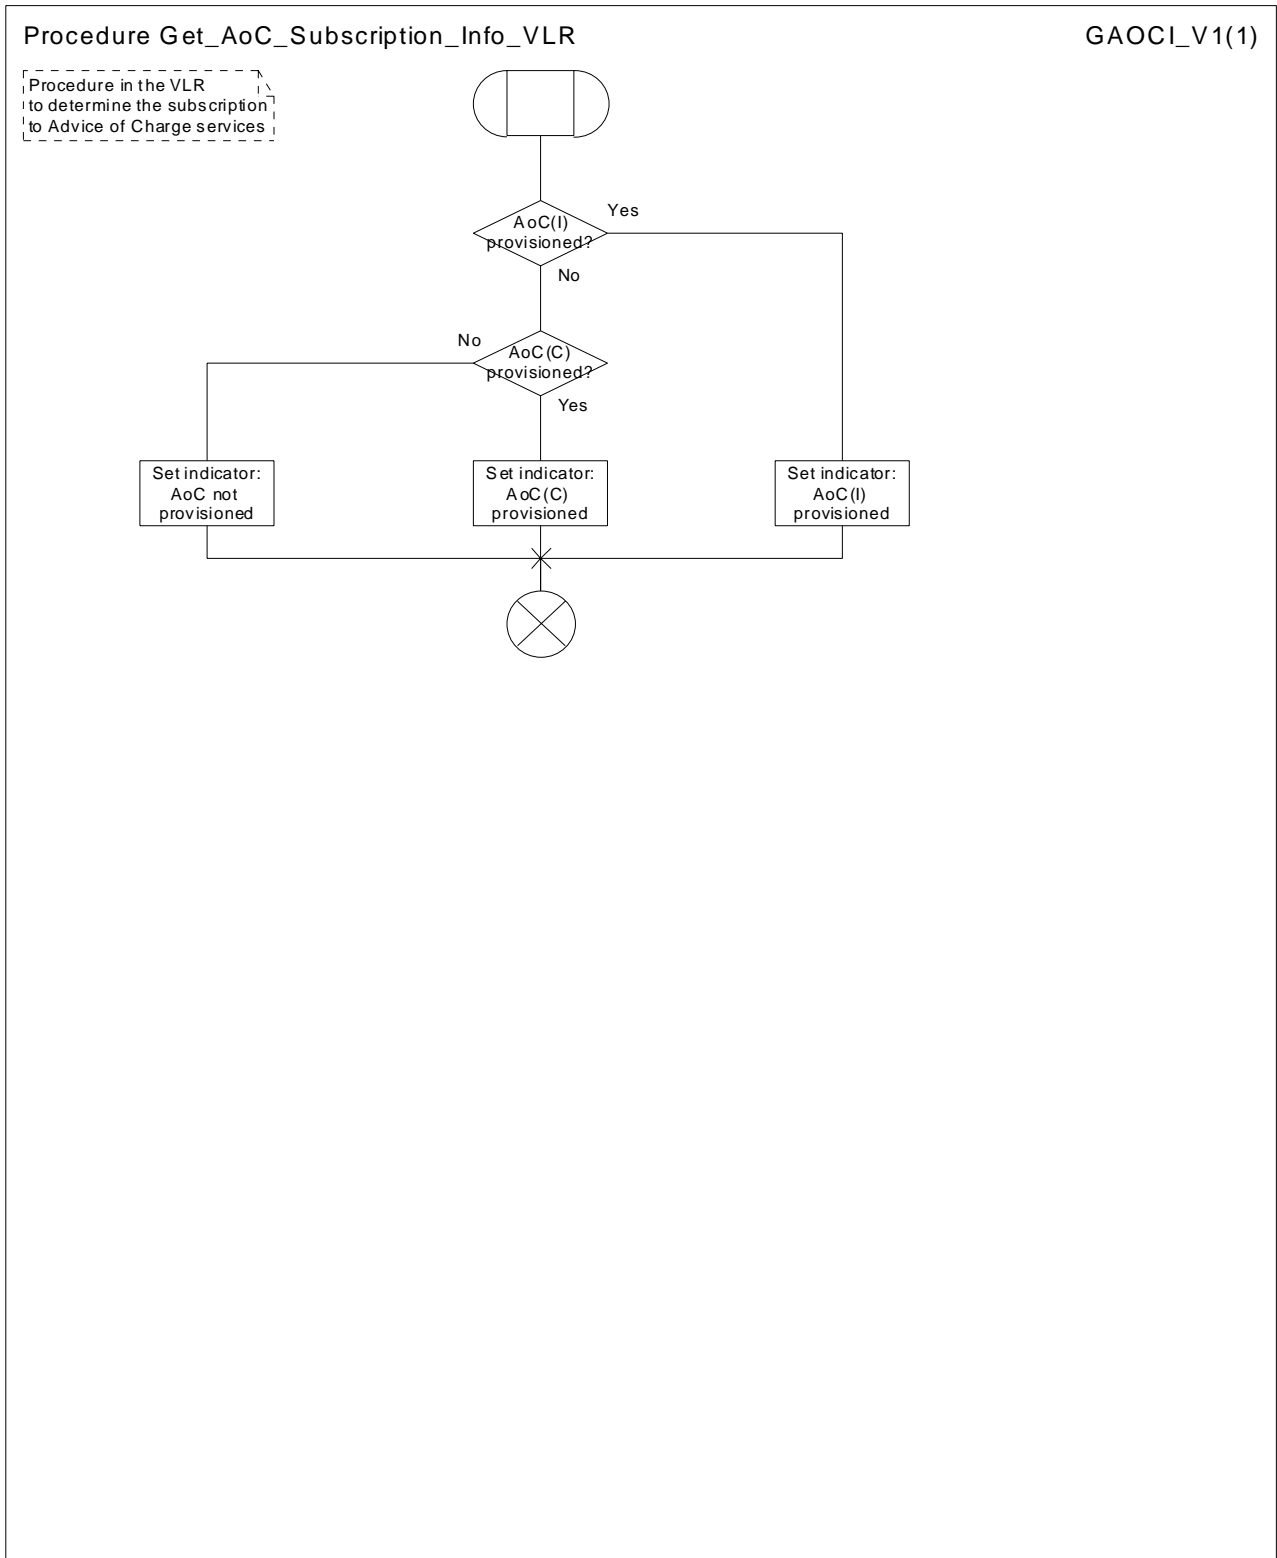 Procedure Get_AoC_Subscription_Info_VLR
GAOCI_V1(1)
Procedure in the VLR
to determine the subscription
to Advice of Charge services
AoC(I)
provisioned?
Yes
No
No
AoC(C)
provisioned?
Yes
Set indicator:
AoC not
provisioned
Set indicator:
AoC(C)
provisioned
Set indicator:
AoC(I)
provisioned